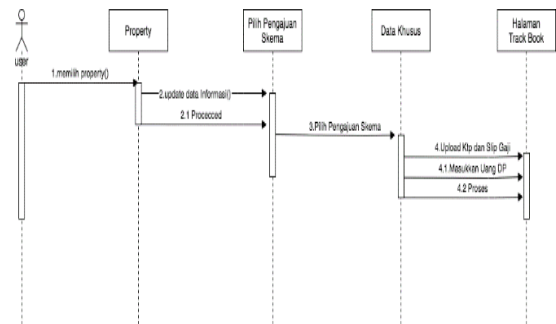 Property
Pilih Pengajuan
Skema
Data Khusus
Halaman
Track Book
user
1.memilih property()
2.update data Informasi()
2.1 Procecced
3.Pilih Pengajuan Skema
4.Upload Ktp dan Slip Gaji
4.1.Masukkan Uang DP
4.2 Proses